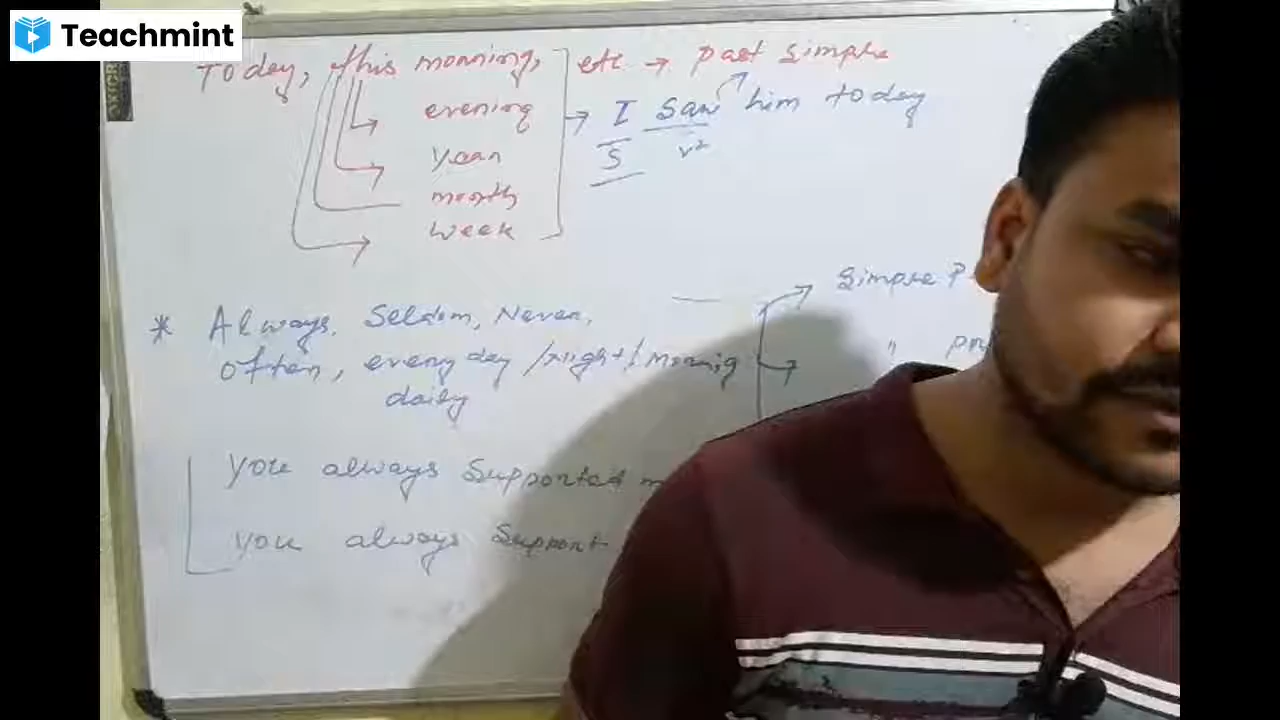 Teachmint
Today, this morning, etc → past simple
evening → I saw him today
year S v²
month
week
* Always, Seldom, Never, Simple P
often, every day /night/morning "
daily
you always supported
you always support